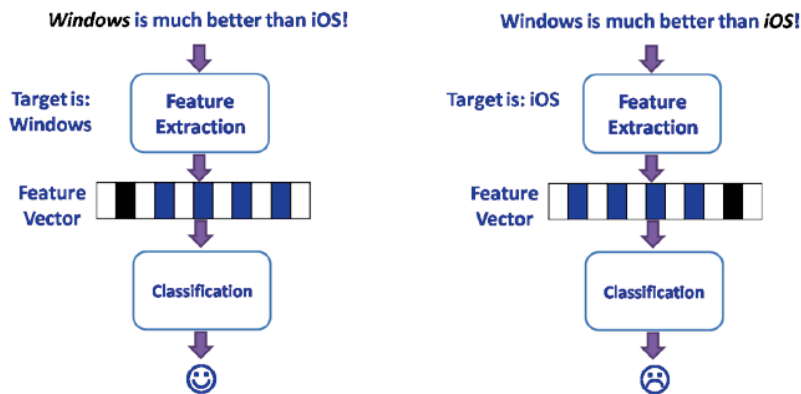 Windows is much better than iOS!
Target is:
Windows
Feature
Extraction
Feature
Vector
Classification
Windows is much better than iOS!
Target is: iOS
Feature
Extraction
Feature
Vector
Classification